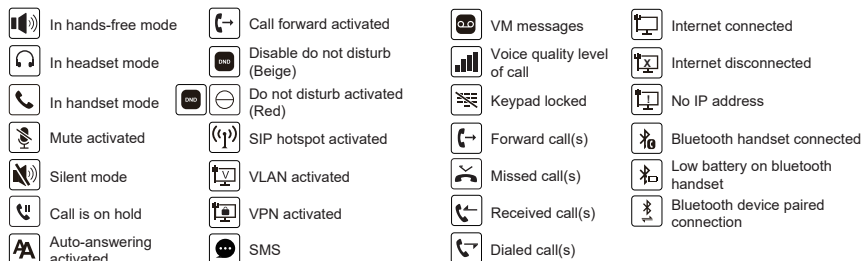 In hands-free mode
In headset mode
In handset mode
Mute activated
Silent mode
Call is on hold
AA Auto-answering
activated
Call forward activated
DND Disable do not disturb
(Beige)
DND Do not disturb activated
(Red)
SIP hotspot activated
V VLAN activated
VPN activated
SMS
VM messages
Voice quality level
of call
Keypad locked
Forward call(s)
Missed call(s)
Received call(s)
Dialed call(s)
Internet connected
X Internet disconnected
! No IP address
Bluetooth handset connected
Low battery on bluetooth
handset
Bluetooth device paired
connection